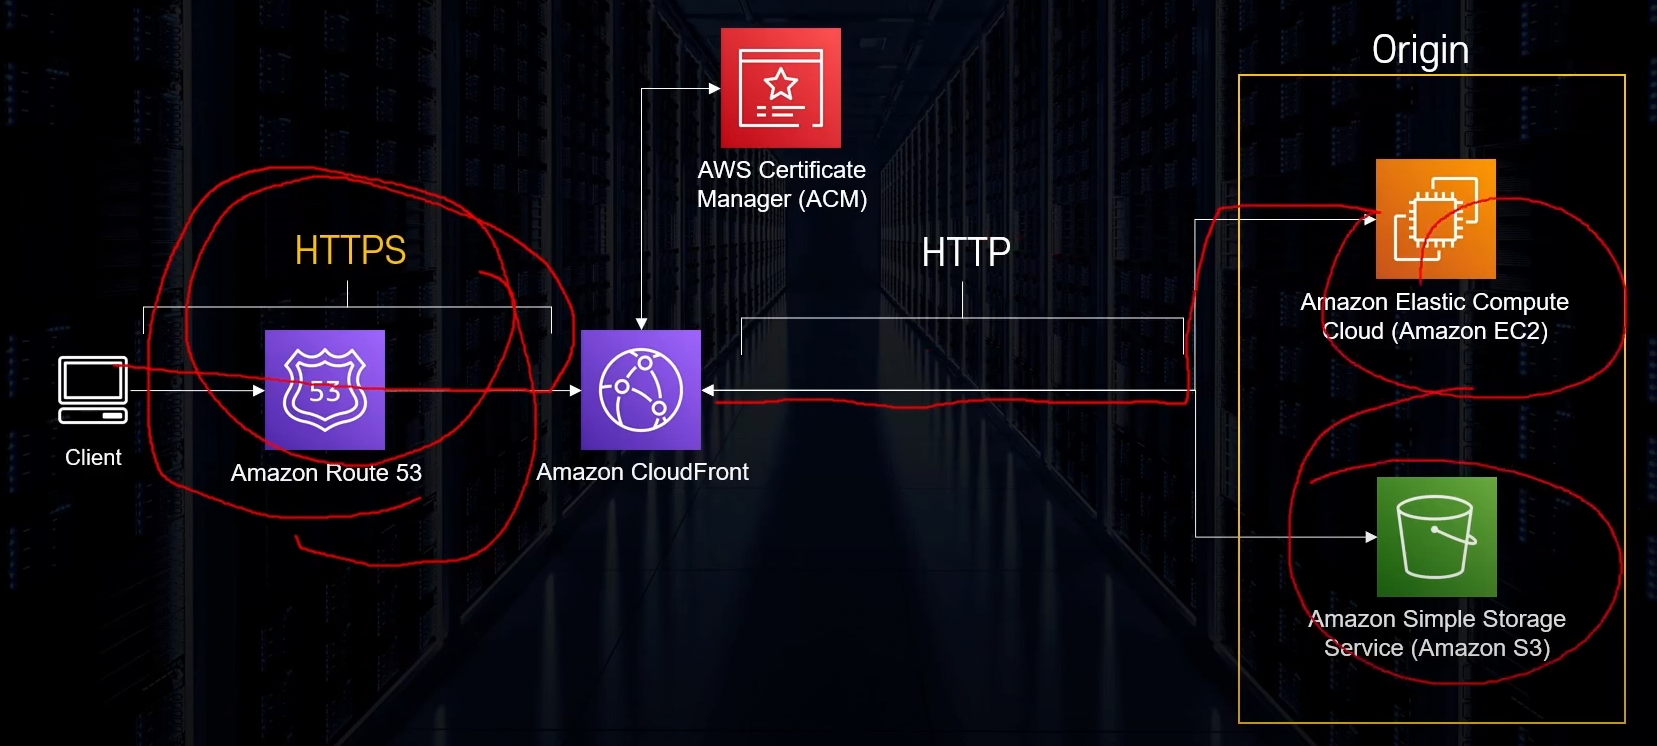 Origin
AWS Certificate
Manager (ACM)
HTTPS
HTTP
Amazon Elastic Compute
Cloud (Amazon EC2)
53
Client
Amazon Route 53
Amazon CloudFront
Amazon Simple Storage
Service (Amazon S3)